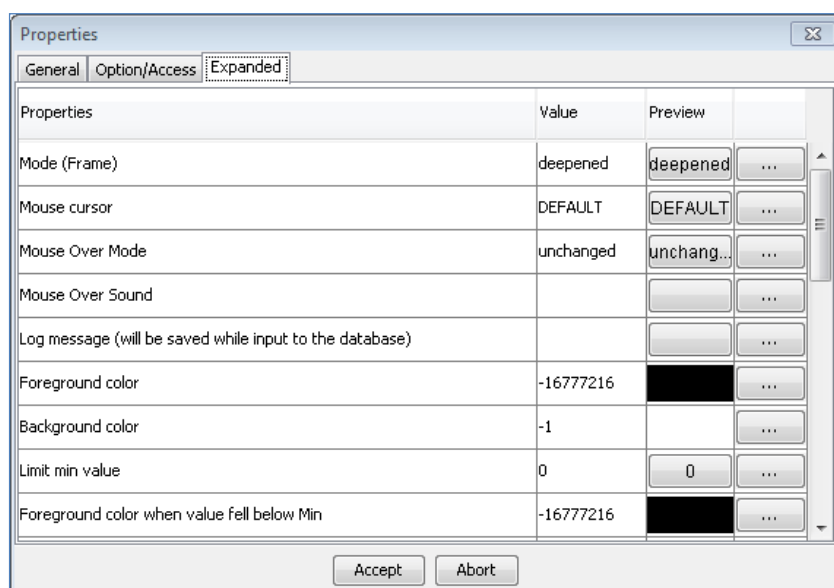 Properties
General Option/Access Expanded
Properties Value Preview
Mode (Frame) deepened deepened ...
Mouse cursor DEFAULT DEFAULT ...
Mouse Over Mode unchanged unchang... ...
Mouse Over Sound ...
Log message (will be saved while input to the database) ...
Foreground color -16777216 ...
Background color -1 ...
Limit min value 0 0 ...
Foreground color when value fell below Min -16777216 ...
Accept Abort